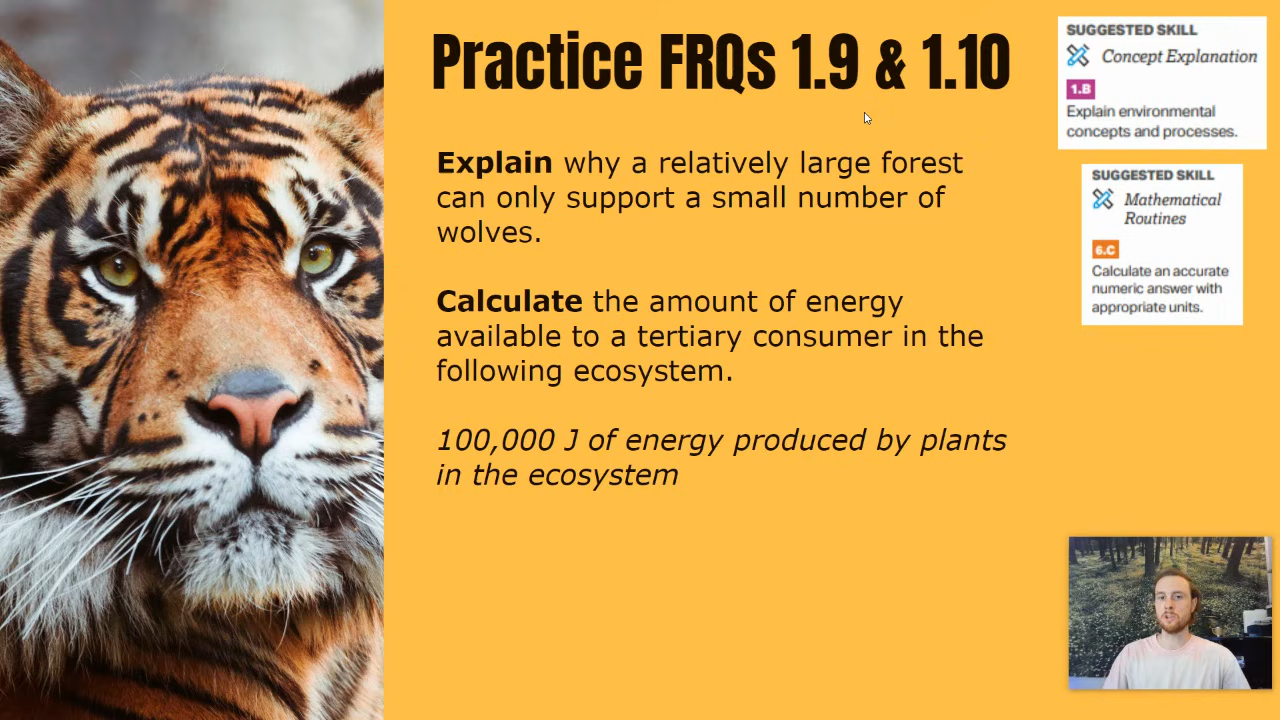 Practice FRQs 1.9 & 1.10
Explain why a relatively large forest
can only support a small number of
wolves.
Calculate the amount of energy
available to a tertiary consumer in the
following ecosystem.
100,000 J of energy produced by plants
in the ecosystem
SUGGESTED SKILL
Concept Explanation
1.B
Explain environmental
concepts and processes.
SUGGESTED SKILL
Mathematical
Routines
6.C
Calculate an accurate
numeric answer with
appropriate units.